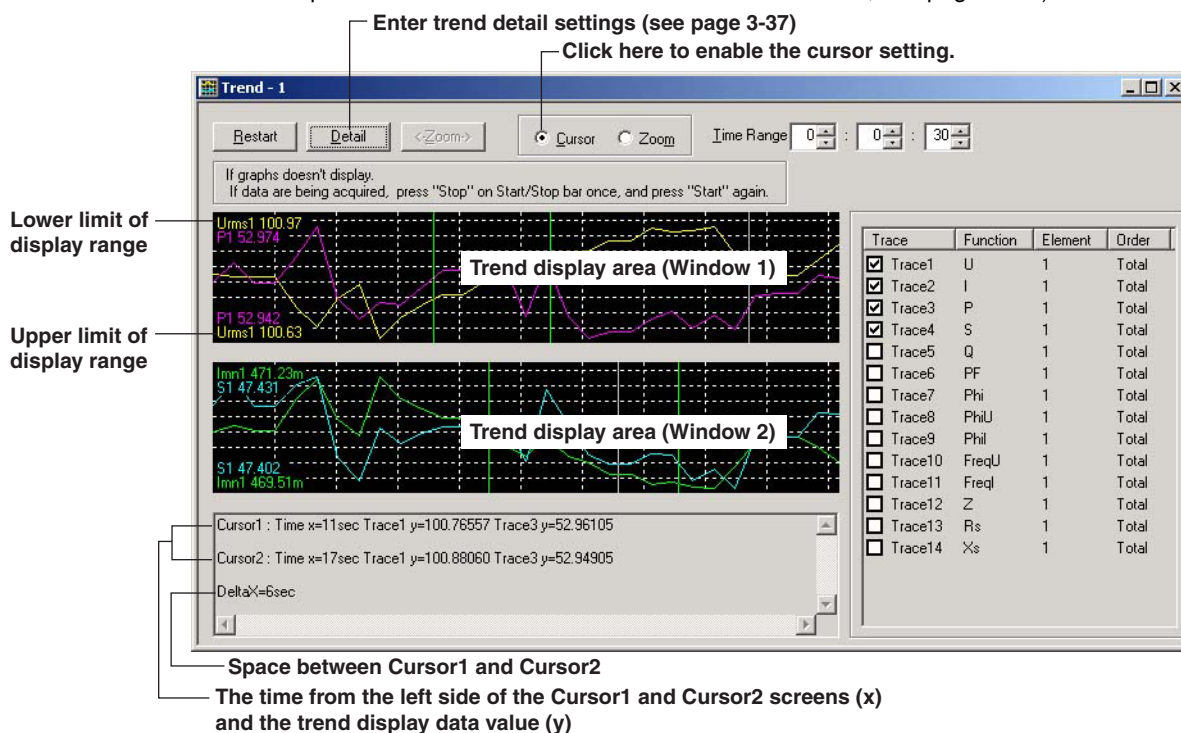 Enter trend detail settings (see page 3-37)
Click here to enable the cursor setting.
Trend - 1
Restart
Detail
<-Zoom->
Cursor
Zoom
Time Range 0 : 0 : 30
If graphs doesn't display.
If data are being acquired, press "Stop" on Start/Stop bar once, and press "Start" again.
Lower limit of
display range
Urms1 100.97
P1 52.974
Trend display area (Window 1)
P1 52.942
Urms1 100.63
Upper limit of
display range
Imn1 471.23m
S1 47.431
Trend display area (Window 2)
S1 47.402
Imn1 469.51m
Trace Function Element Order
Trace1 U 1 Total
Trace2 I 1 Total
Trace3 P 1 Total
Trace4 S 1 Total
Trace5 Q 1 Total
Trace6 PF 1 Total
Trace7 Phi 1 Total
Trace8 PhiU 1 Total
Trace9 PhiI 1 Total
Trace10 FreqU 1 Total
Trace11 FreqI 1 Total
Trace12 Z 1 Total
Trace13 Rs 1 Total
Trace14 Xs 1 Total
Cursor1 : Time x=11sec Trace1 y=100.76557 Trace3 y=52.96105
Cursor2 : Time x=17sec Trace1 y=100.88060 Trace3 y=52.94905
DeltaX=6sec
Space between Cursor1 and Cursor2
The time from the left side of the Cursor1 and Cursor2 screens (x)
and the trend display data value (y)